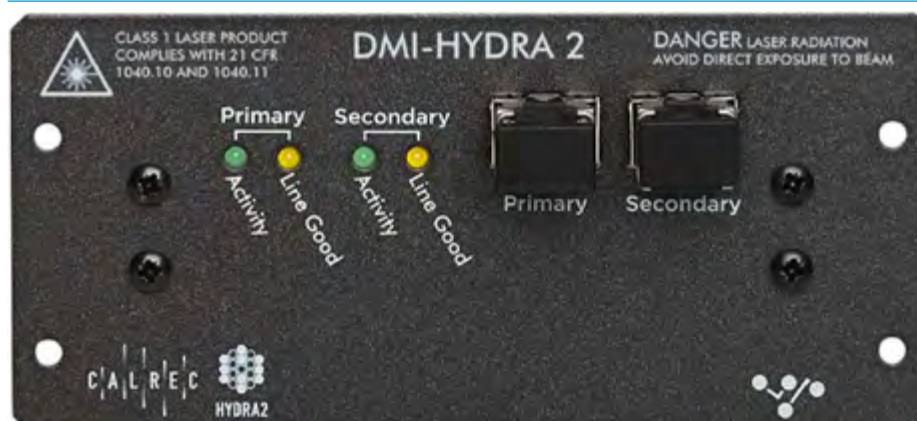 CLASS 1 LASER PRODUCT
COMPLIES WITH 21 CFR
1040.10 AND 1040.11
DMI-HYDRA 2
DANGER LASER RADIATION
AVOID DIRECT EXPOSURE TO BEAM
Primary
Secondary
Activity
Line Good
Activity
Line Good
Primary
Secondary
CALREC
HYDRA2